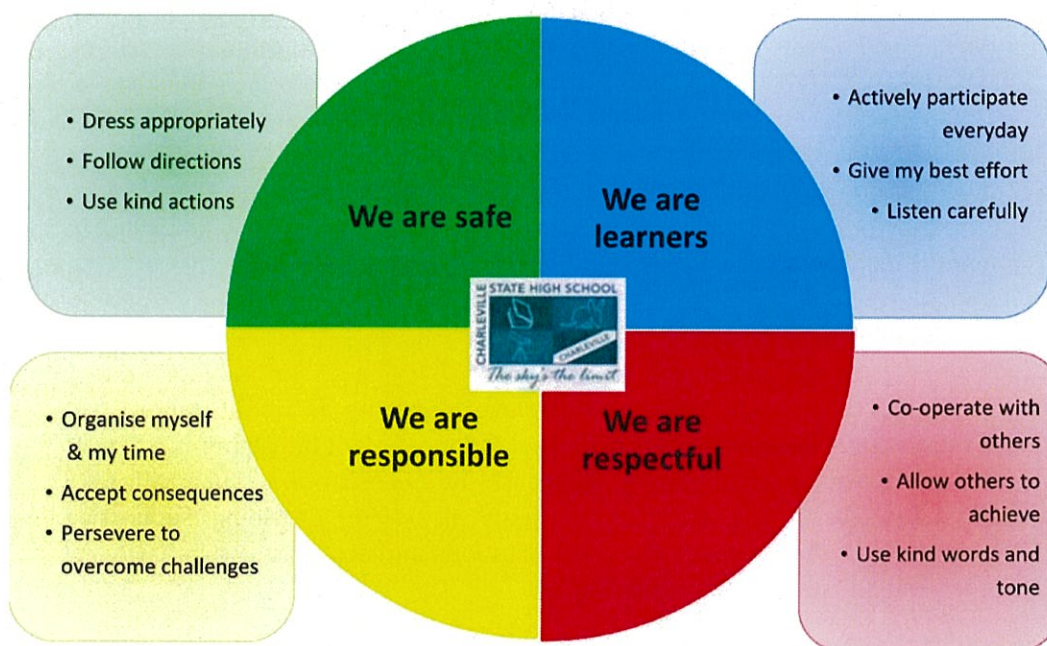 • Dress appropriately
• Follow directions
• Use kind actions
We are safe
We are
learners
• Actively participate
everyday
• Give my best effort
• Listen carefully
CHARLEVILLE
STATE HIGH SCHOOL
CHARLEVILLE
The sky's the limit
• Organise myself
& my time
• Accept consequences
• Persevere to
overcome challenges
We are
responsible
We are
respectful
• Co-operate with
others
• Allow others to
achieve
• Use kind words and
tone